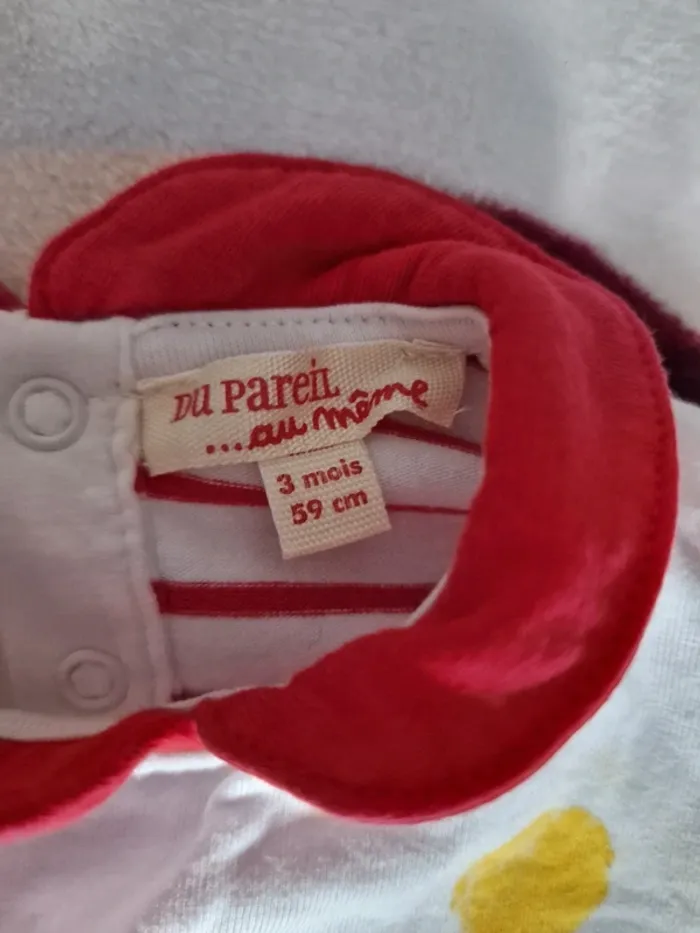 Du Pareil
...au même
3 mois
59 cm